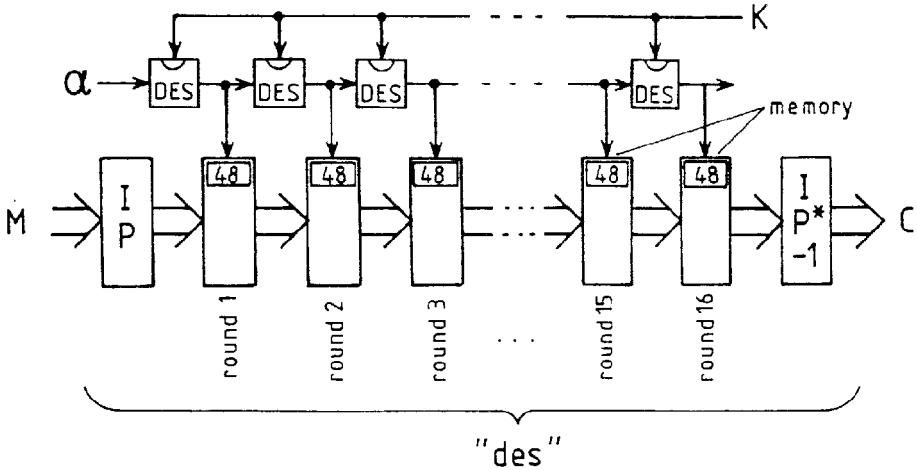 K
α
DES DES DES DES
memory
48 48 48 48 48
M
I
P
I
P*
-1
C
round 1
round 2
round 3
round 15
round 16
"des"